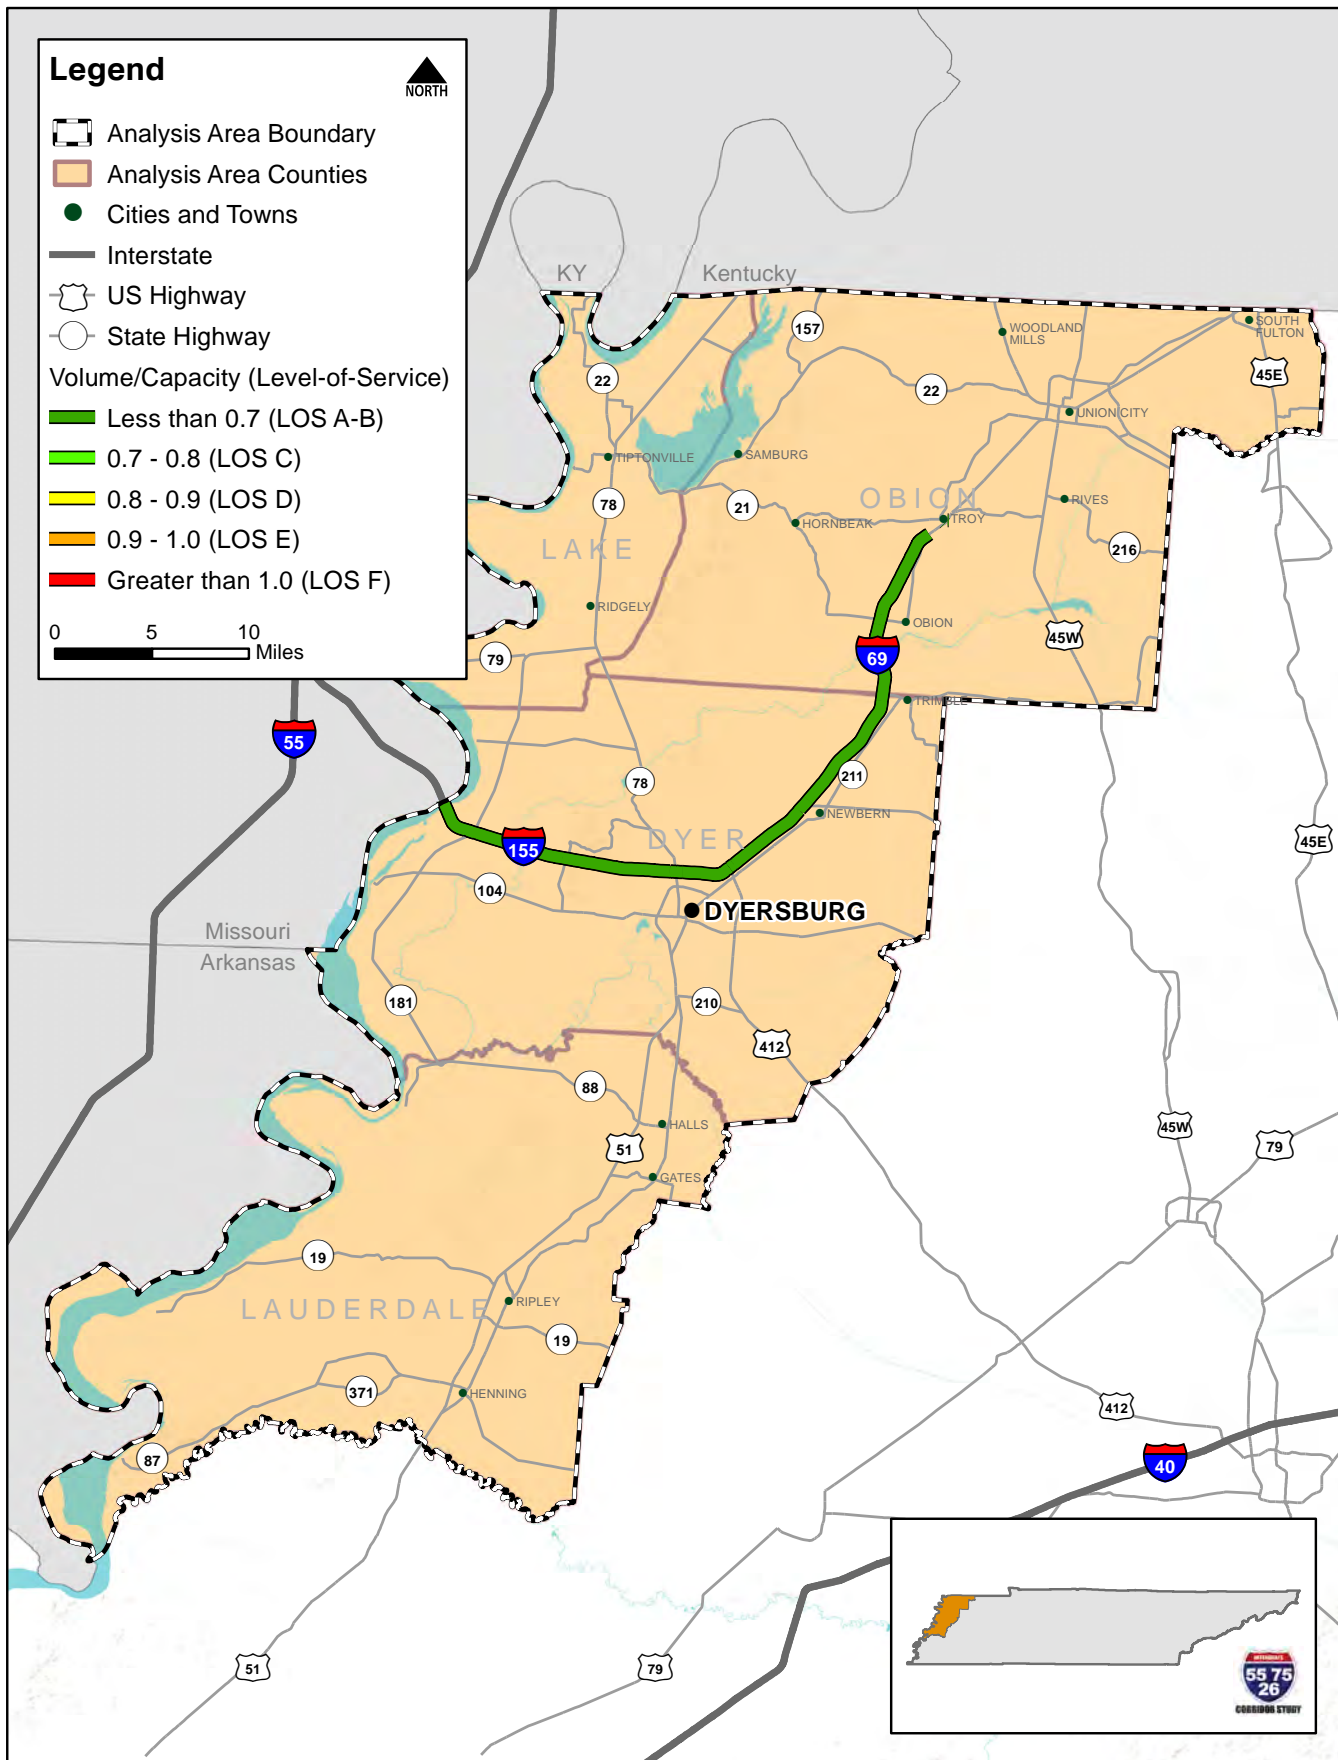 Legend
NORTH
Analysis Area Boundary
Analysis Area Counties
Cities and Towns
Interstate
US Highway
State Highway
Volume/Capacity (Level-of-Service)
Less than 0.7 (LOS A-B)
0.7 - 0.8 (LOS C)
0.8 - 0.9 (LOS D)
0.9 - 1.0 (LOS E)
Greater than 1.0 (LOS F)
0 5 10
Miles
KY
Kentucky
157
WOODLAND
MILLS
SOUTH
FULTON
45E
22
22
UNION CITY
TIPTONVILLE
SAMBURG
78
21
OBION
RIVES
HORNBEAK
TROY
216
LAKE
RIDGELY
OBION
45W
79
69
TRIMBLE
55
78
211
NEWBERN
DYER
155
45E
104
DYERSBURG
Missouri
Arkansas
181
210
412
88
HALLS
51
GATES
45W
79
19
LAUDERDALE
RIPLEY
19
371
HENNING
412
87
40
51
79
INTERSTATE
55 75
26
CORRIDOR STUDY